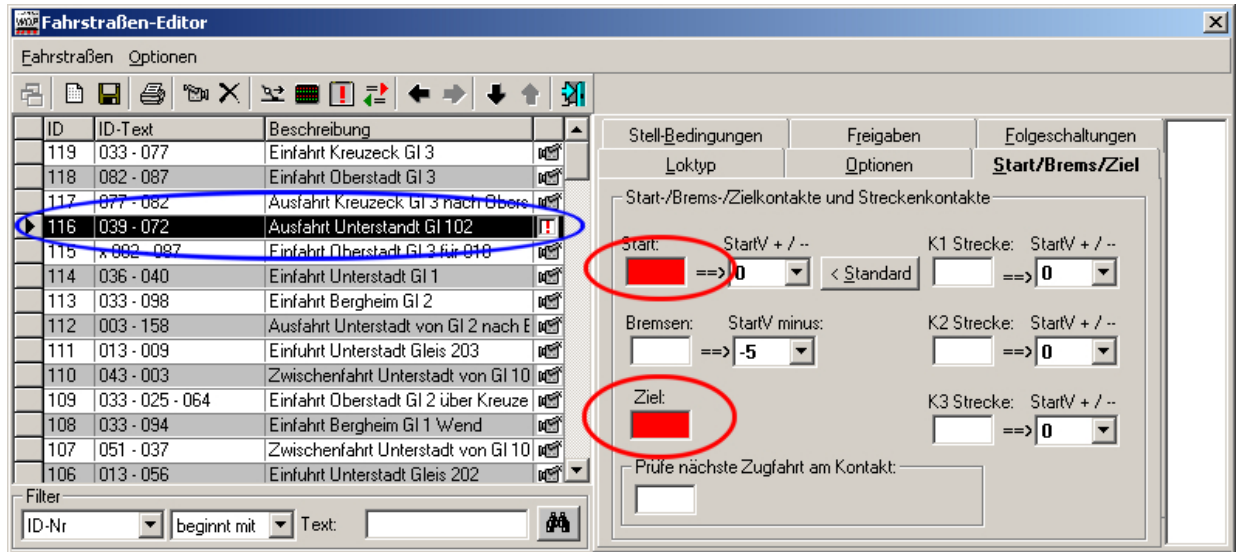 WDP Fahrstraßen-Editor
Fahrstraßen Optionen
ID ID-Text Beschreibung
119 033 - 077 Einfahrt Kreuzeck Gl 3
118 082 - 087 Einfahrt Oberstadt Gl 3
117 077 - 082 Ausfahrt Kreuzeck Gl 3 nach Obers
116 039 - 072 Ausfahrt Unterstandt Gl 102
115 x 082 - 087 Einfahrt Oberstadt Gl 3 für 010
114 036 - 040 Einfahrt Unterstadt Gl 1
113 033 - 098 Einfahrt Bergheim Gl 2
112 003 - 158 Ausfahrt Unterstadt von Gl 2 nach E
111 013 - 009 Einfuhrt Unterstadt Gleis 203
110 043 - 003 Zwischenfahrt Unterstadt von Gl 10
109 033 - 025 - 064 Einfahrt Oberstadt Gl 2 über Kreuze
108 033 - 094 Einfahrt Bergheim Gl 1 Wend
107 051 - 037 Zwischenfahrt Unterstadt von Gl 10
106 013 - 056 Einfuhrt Unterstadt Gleis 202
Filter
ID-Nr beginnt mit Text:
Stell-Bedingungen Freigaben Folgeschaltungen
Loktyp Optionen Start/Brems/Ziel
Start-/Brems-/Zielkontakte und Streckenkontakte
Start: StartV + / -- K1 Strecke: StartV + / --
==> 0 < Standard ==> 0
Bremsen: StartV minus: K2 Strecke: StartV + / --
==> -5 ==> 0
Ziel: K3 Strecke: StartV + / --
==> 0
Prüfe nächste Zugfahrt am Kontakt: